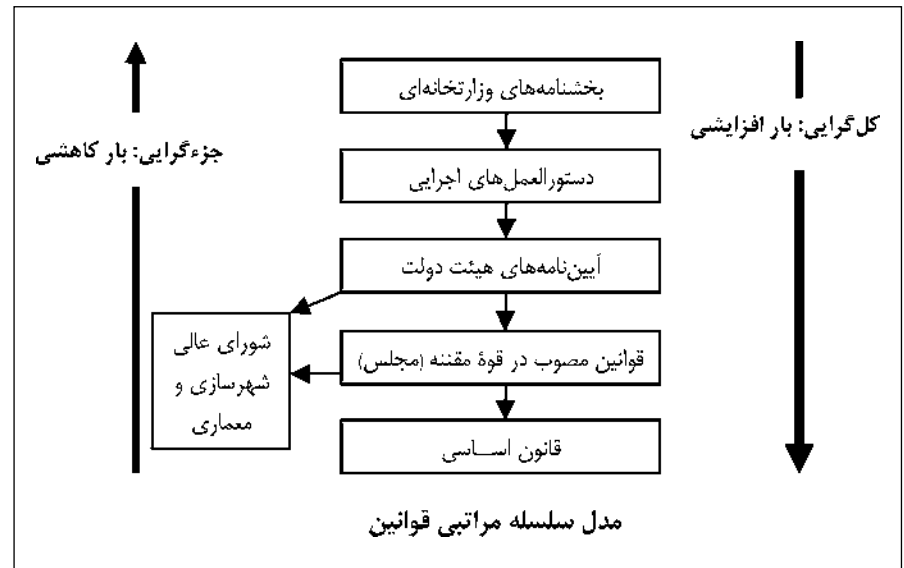 بخشنامه‌های وزارتخانه‌ای
کل‌گرایی: بار افزایشی
جزءگرایی: بار کاهشی
دستورالعمل‌های اجرایی
آیین‌نامه‌های هیئت دولت
قوانین مصوب در قوۀ مقننه (مجلس)
شورای عالی
شهرسازی و
معماری
قانون اساسی
مدل سلسله مراتبی قوانین